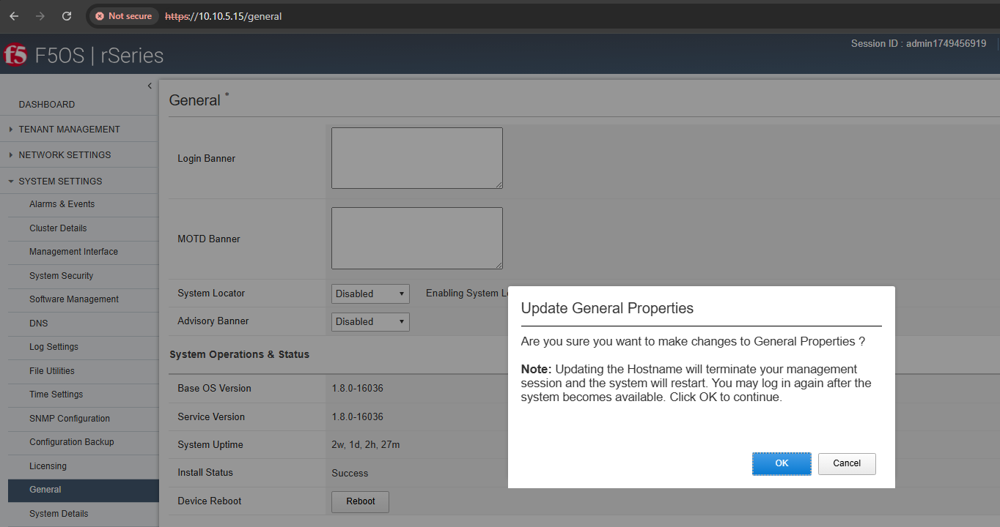 Not secure https://10.10.5.15/general
f5 F5OS | rSeries
Session ID : admin1749456919
DASHBOARD
TENANT MANAGEMENT
NETWORK SETTINGS
SYSTEM SETTINGS
Alarms & Events
Cluster Details
Management Interface
System Security
Software Management
DNS
Log Settings
File Utilities
Time Settings
SNMP Configuration
Configuration Backup
Licensing
General
System Details
General *
Login Banner
MOTD Banner
System Locator Disabled Enabling System
Advisory Banner Disabled
System Operations & Status
Base OS Version 1.8.0-16036
Service Version 1.8.0-16036
System Uptime 2w, 1d, 2h, 27m
Install Status Success
Device Reboot Reboot
Update General Properties
Are you sure you want to make changes to General Properties ?
Note: Updating the Hostname will terminate your management
session and the system will restart. You may log in again after the
system becomes available. Click OK to continue.
OK Cancel